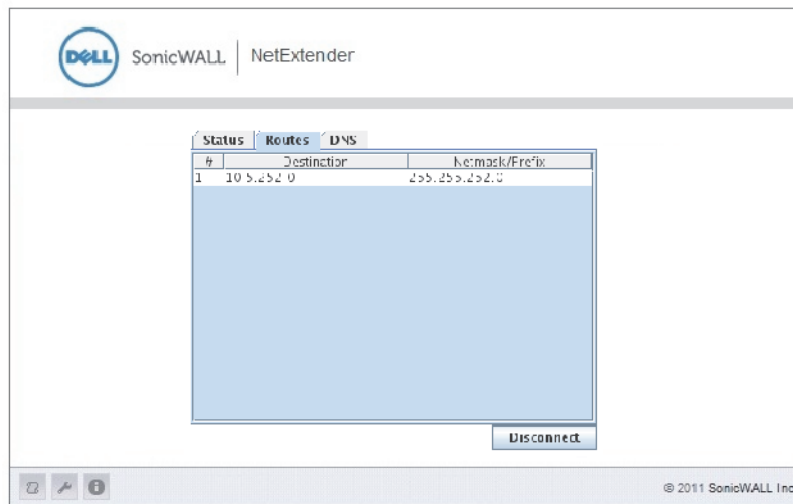 DELL SonicWALL NetExtender
Status Routes DNS
# Destination Netmask/Prefix
1 10.5.252.0 255.255.252.0
Disconnect
© 2011 SonicWALL Inc